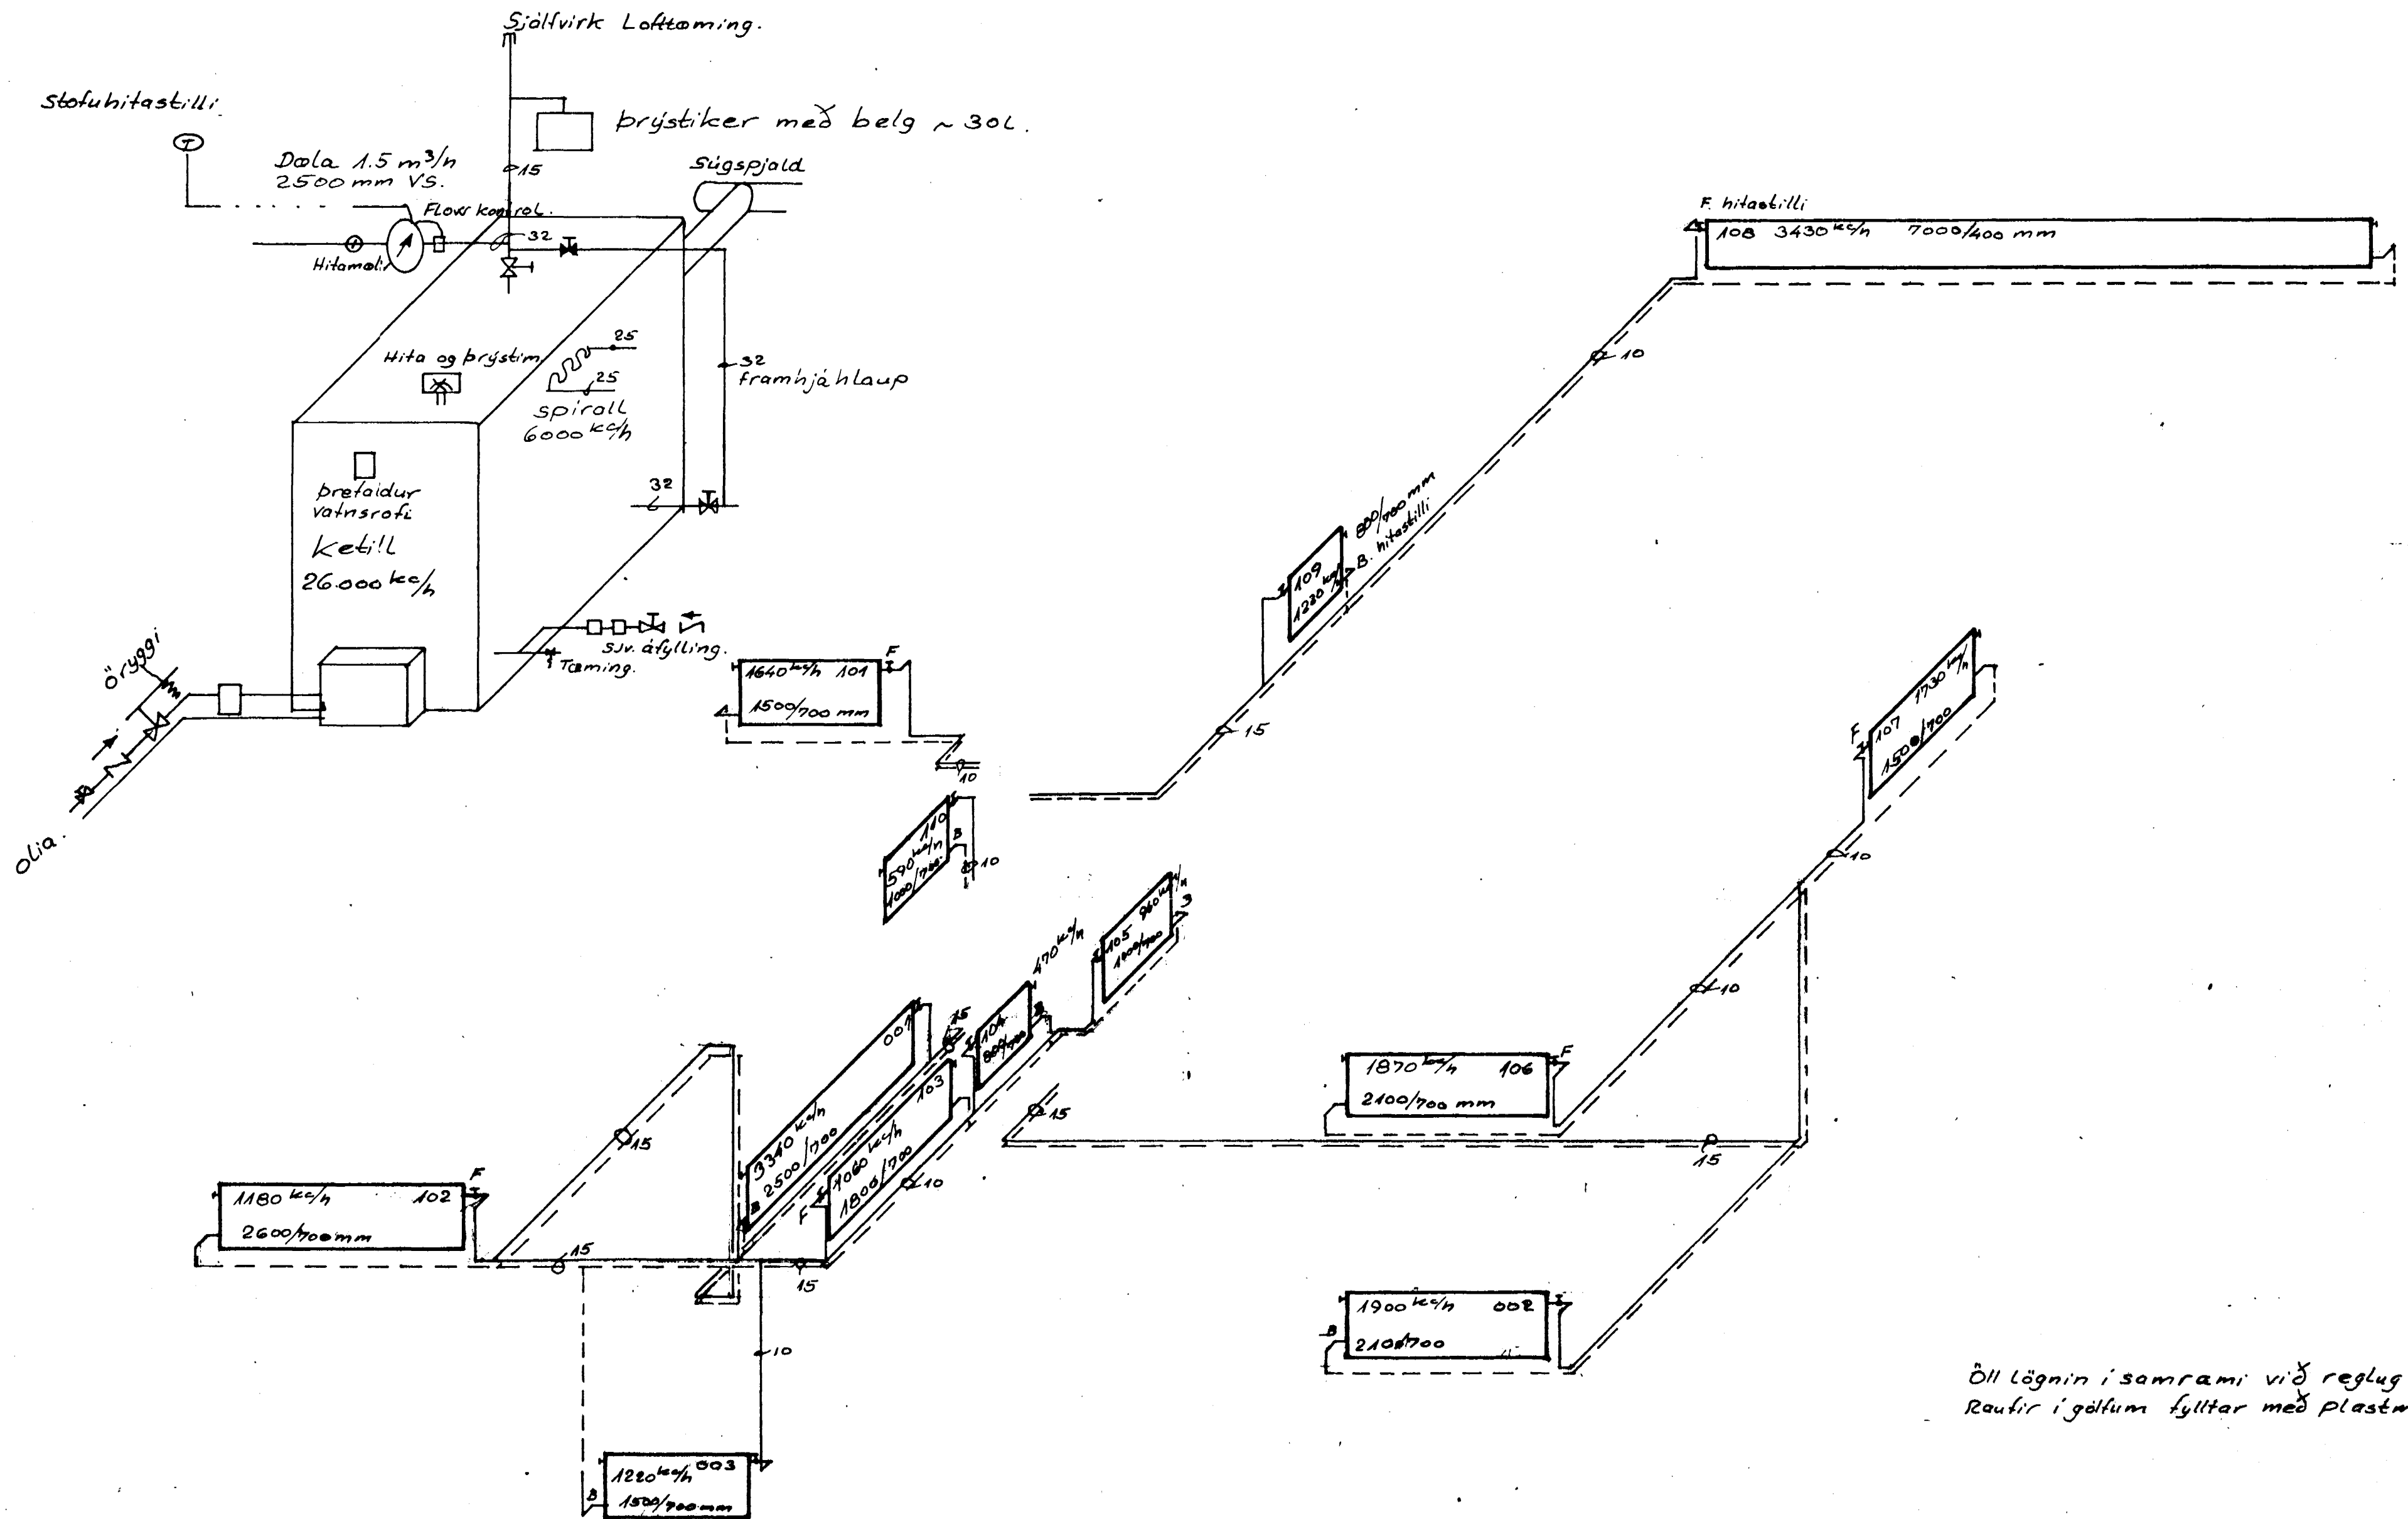 Sjálfvirk Lofttæming.
Stofuhitastilli
T
Þrýstiker með belg ~ 30L.
Dæla 1.5 m³/h
2500 mm VS.
15
Súgspjald
Flow kontrol.
32
Hitamælir
Hita og þrýstim
25
25
Spírall
6000 kc/h
32
framhjáhlaup
32
Þrefaldur
vatnsrofi
Ketill
26.000 kc/h
Sjv. áfylling.
Tæming.
Öryggi
Olía.
F. hitastilli
108 3430 kc/h 7000/400 mm
10
800/700 mm
B. hitastilli
109
1220 kc/h
15
1640 kc/h 101
F
1500/700 mm
10
110
590 kc/h
1000/700
B
10
F
107 1730 kc/h
1500/700
10
10
105 960 kc/h
1400/700
B
470 kc/h
104
800/700
B
15
001
3340 kc/h
2500/700
B
103
1060 kc/h
1800/700
F
10
15
1870 kc/h 106
F
2100/700 mm
15
15
1180 kc/h 102
F
2600/700 mm
15
15
10
1900 kc/h 002
B
2100/700
1220 kc/h 003
B
1500/700 mm
Öll lögnin í samrami við reglug
Raufir í gólfum fylltar með plastm